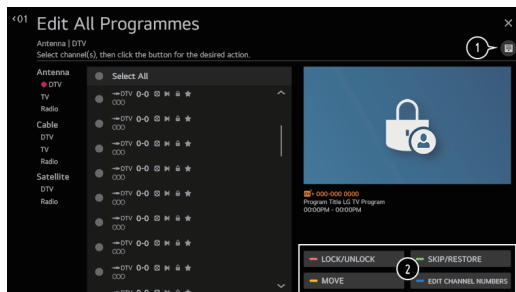 <01 Edit All Programmes ×
Antenna | DTV
Select channel(s), then click the button for the desired action.
1
Antenna
DTV
TV
Radio
Cable
DTV
TV
Radio
Satellite
DTV
Radio
Select All
DTV 0-0
000
DTV 0-0
000
DTV 0-0
000
DTV 0-0
000
DTV 0-0
000
DTV 0-0
000
DTV 0-0
000
DTV 0-0
000
000-000 0000
Program Title LG TV Program
00:00PM - 00:00PM
LOCK/UNLOCK
SKIP/RESTORE
2
MOVE
EDIT CHANNEL NUMBERS